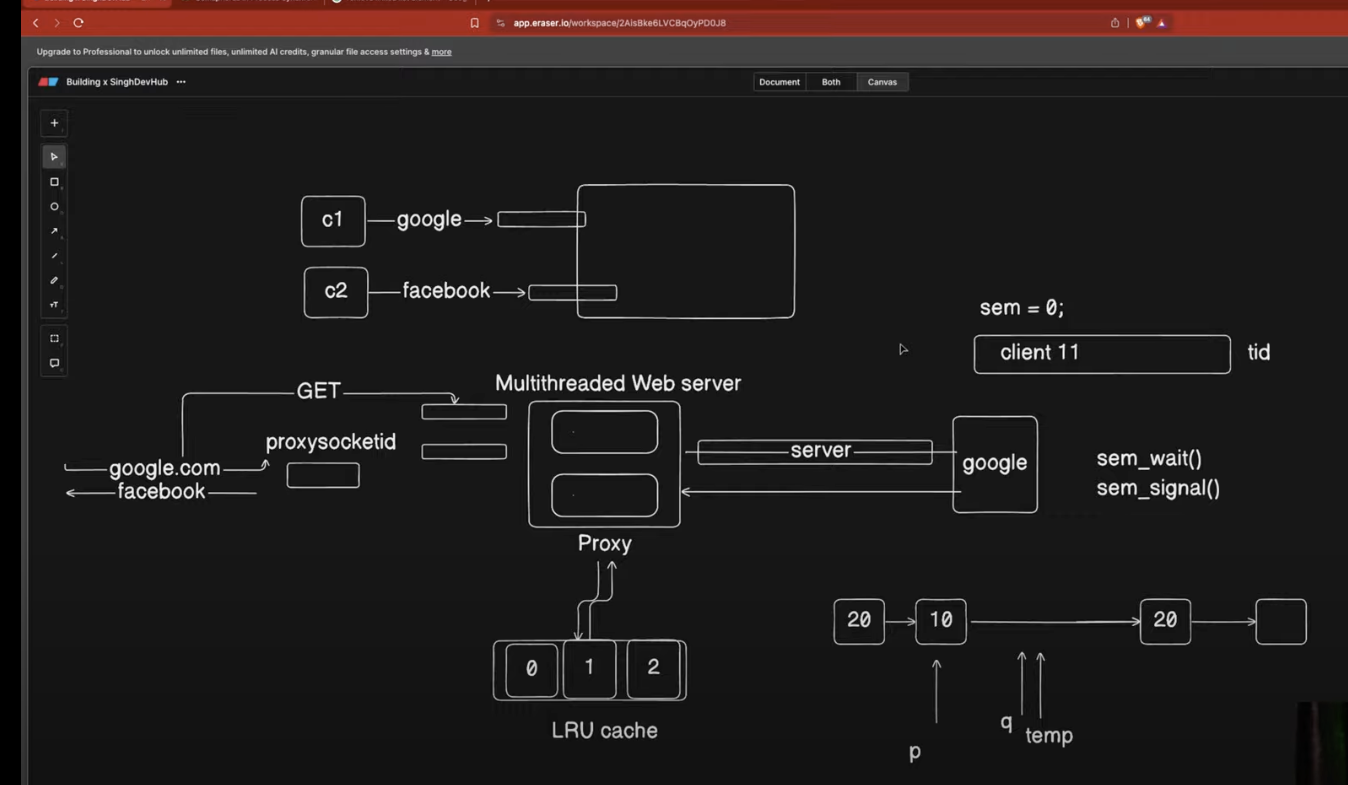 app.eraser.io/workspace/2AisBke6LVCBqOyPD0J8
Upgrade to Professional to unlock unlimited files, unlimited AI credits, granular file access settings & more
Building x SinghDevHub
Document Both Canvas
c1 google
c2 facebook
sem = 0;
client 11 tid
Multithreaded Web server
GET
proxysocketid
google.com
facebook
server
google
sem_wait()
sem_signal()
Proxy
20 10 20
0 1 2
LRU cache
p
q
temp